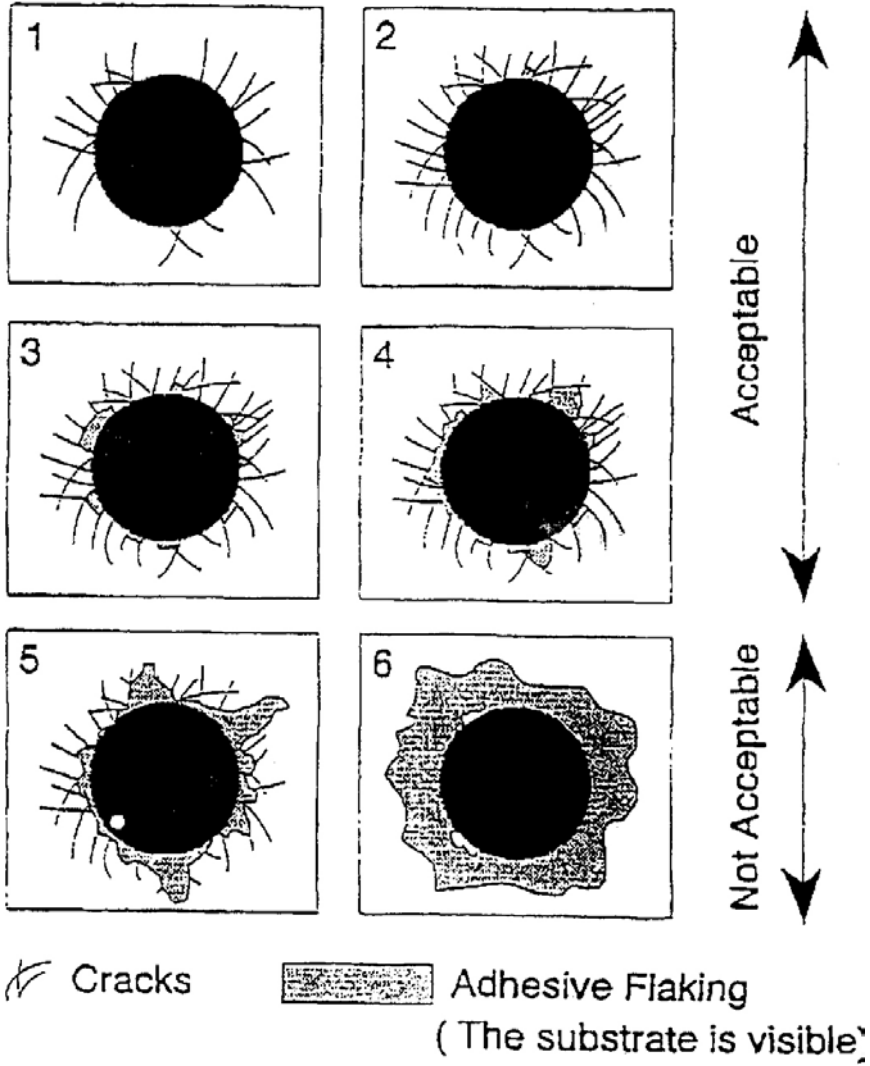 1
2
3
4
Acceptable
5
6
Not Acceptable
Cracks
Adhesive Flaking
( The substrate is visible)